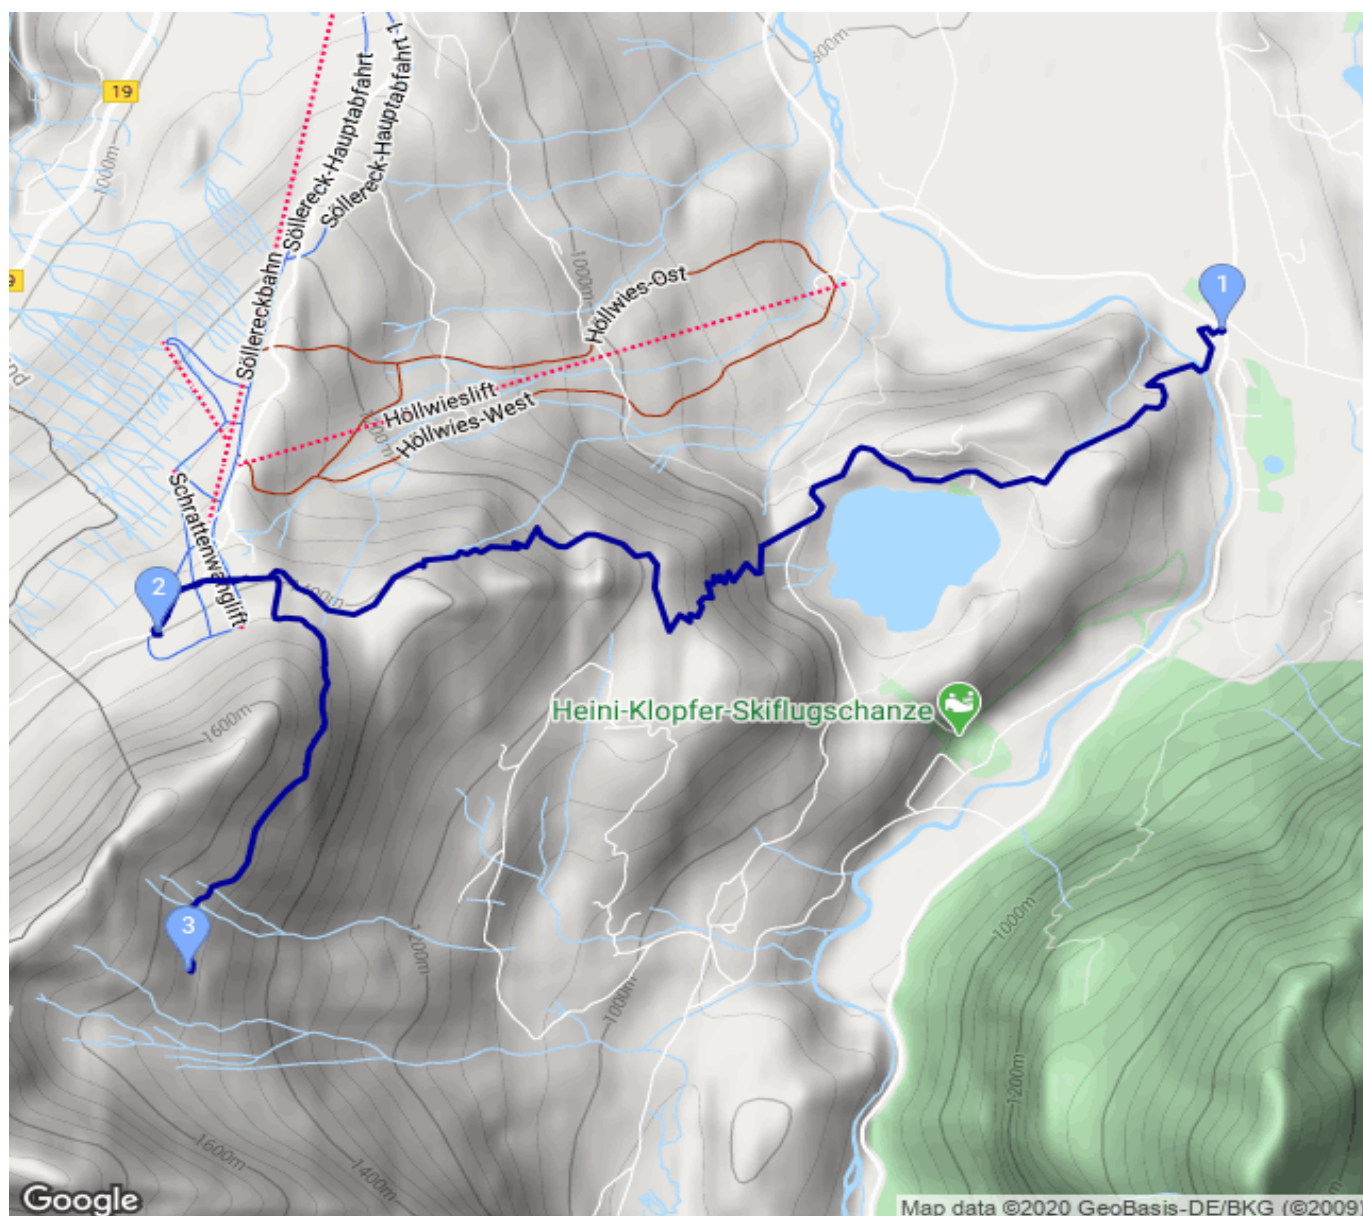 800m
19
1000m
Söllereck-Hauptabfahrt
Söllereck-Hauptabfahrt 1
Söllereckbahn
1000m
Höllwies-Ost
1
Höllwieslift
Höllwies-West
Schrattenwanglift
2
1600m
Heini-Klopfer-Skiflugschanze
3
1200m
1000m
1000m
1200m
1600m
1400m
Google
Map data ©2020 GeoBasis-DE/BKG (©2009)